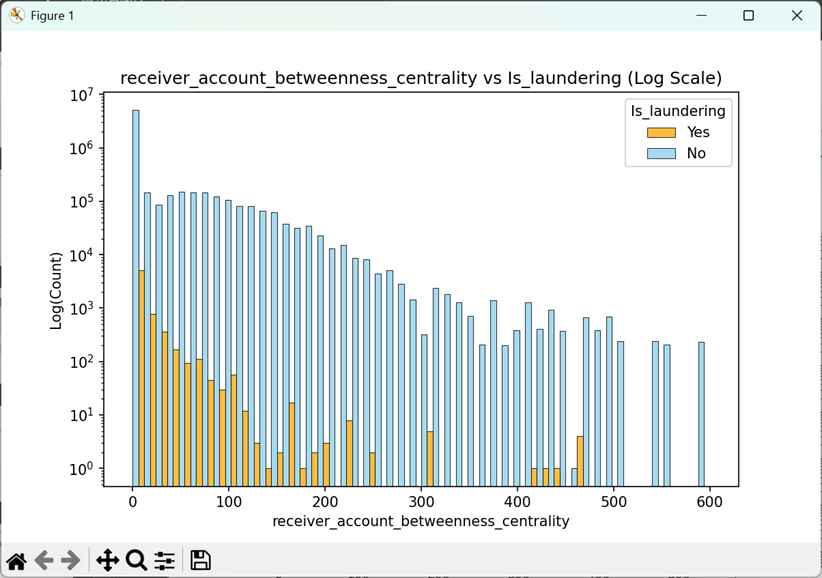 Figure 1
receiver_account_betweenness_centrality vs Is_laundering (Log Scale)
Is_laundering
Yes
No
10⁷
10⁶
10⁵
10⁴
10³
10²
10¹
10⁰
Log(Count)
0 100 200 300 400 500 600
receiver_account_betweenness_centrality